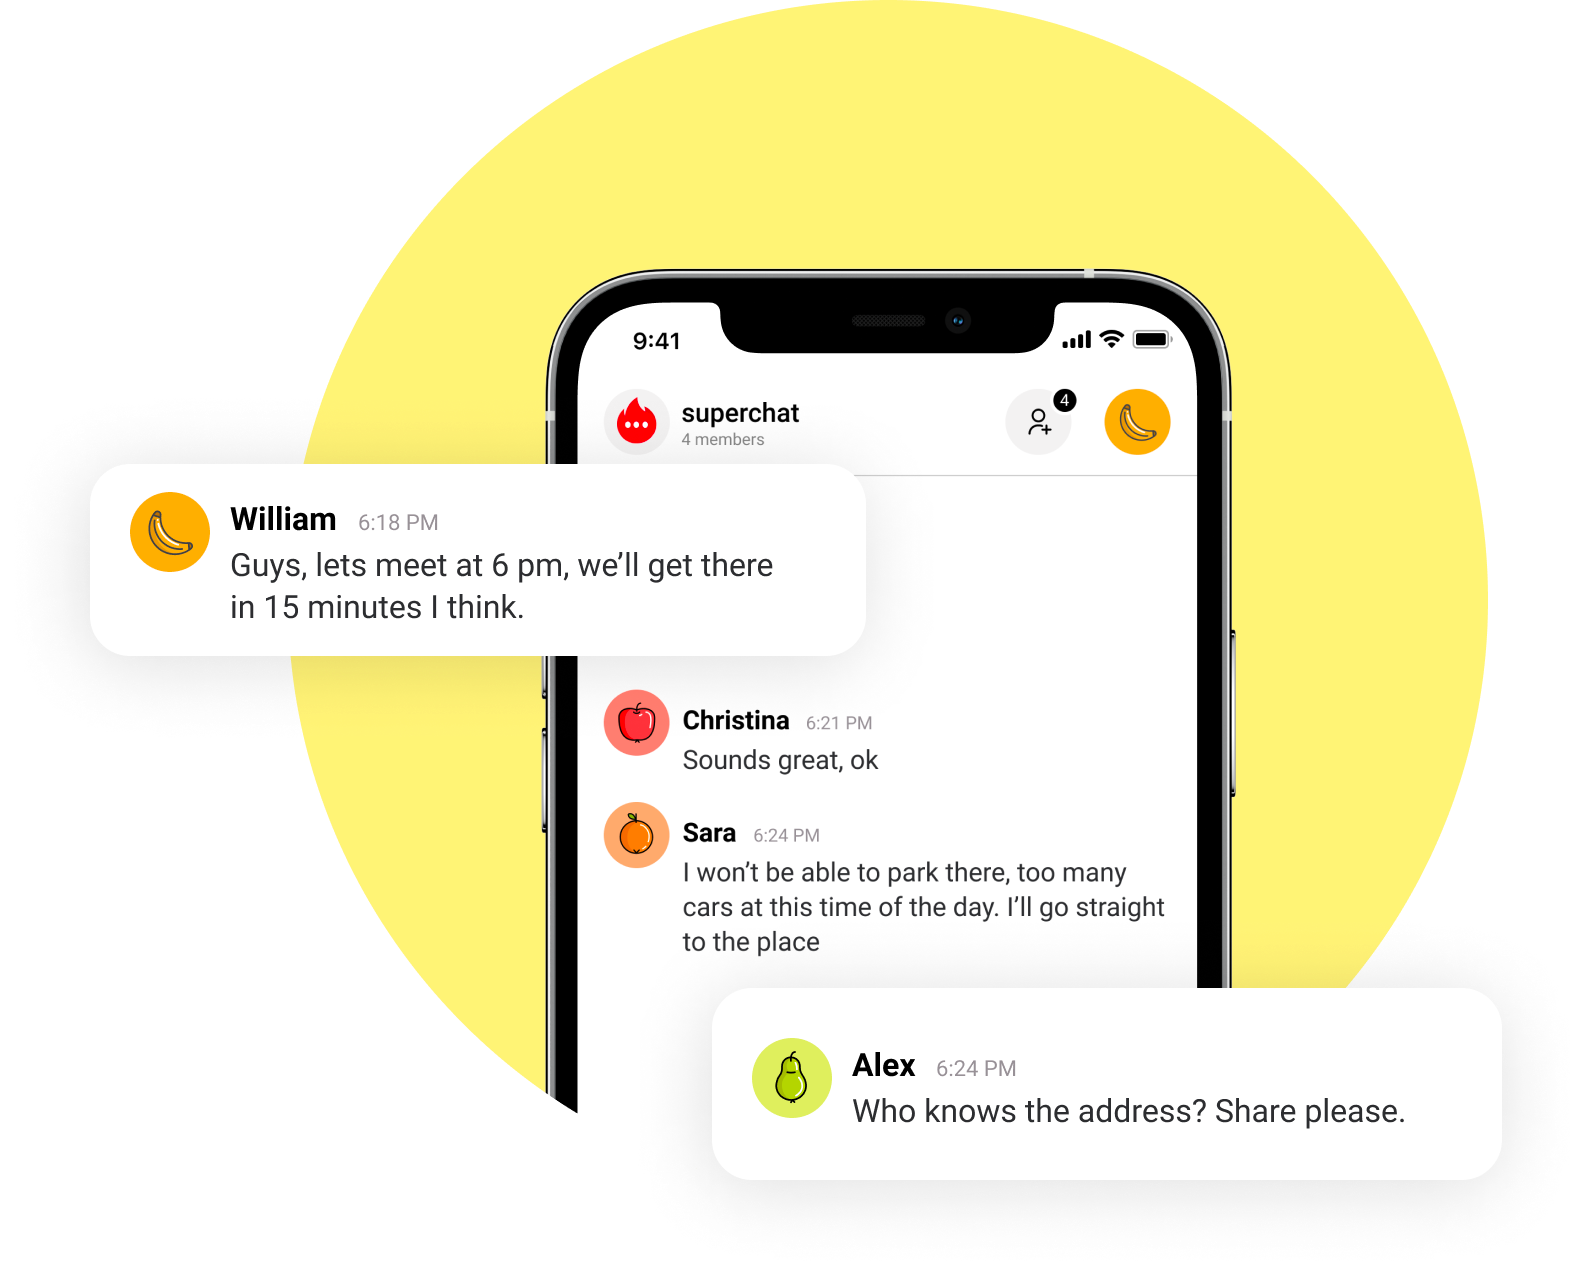 9:41
superchat
4 members
4
William 6:18 PM
Guys, lets meet at 6 pm, we’ll get there
in 15 minutes I think.
Christina 6:21 PM
Sounds great, ok
Sara 6:24 PM
I won’t be able to park there, too many
cars at this time of the day. I’ll go straight
to the place
Alex 6:24 PM
Who knows the address? Share please.